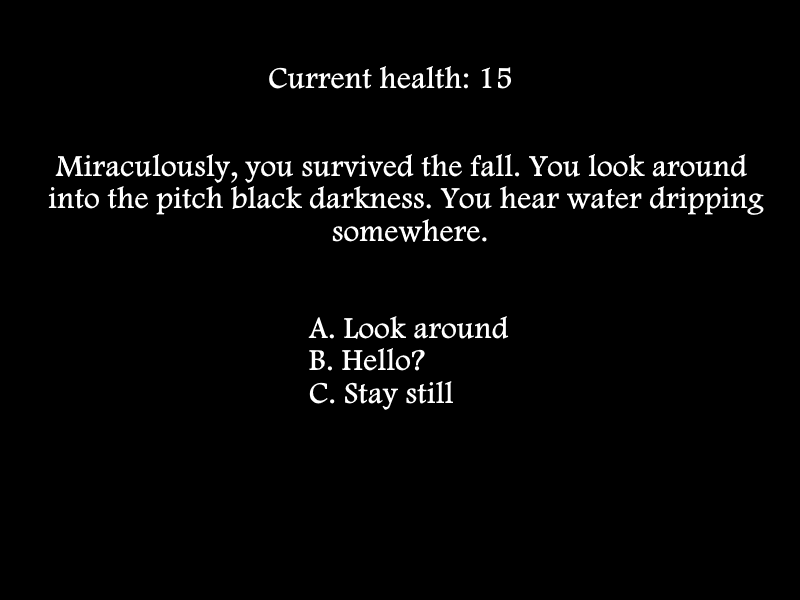 Current health: 15
Miraculously, you survived the fall. You look around
into the pitch black darkness. You hear water dripping
somewhere.
A. Look around
B. Hello?
C. Stay still